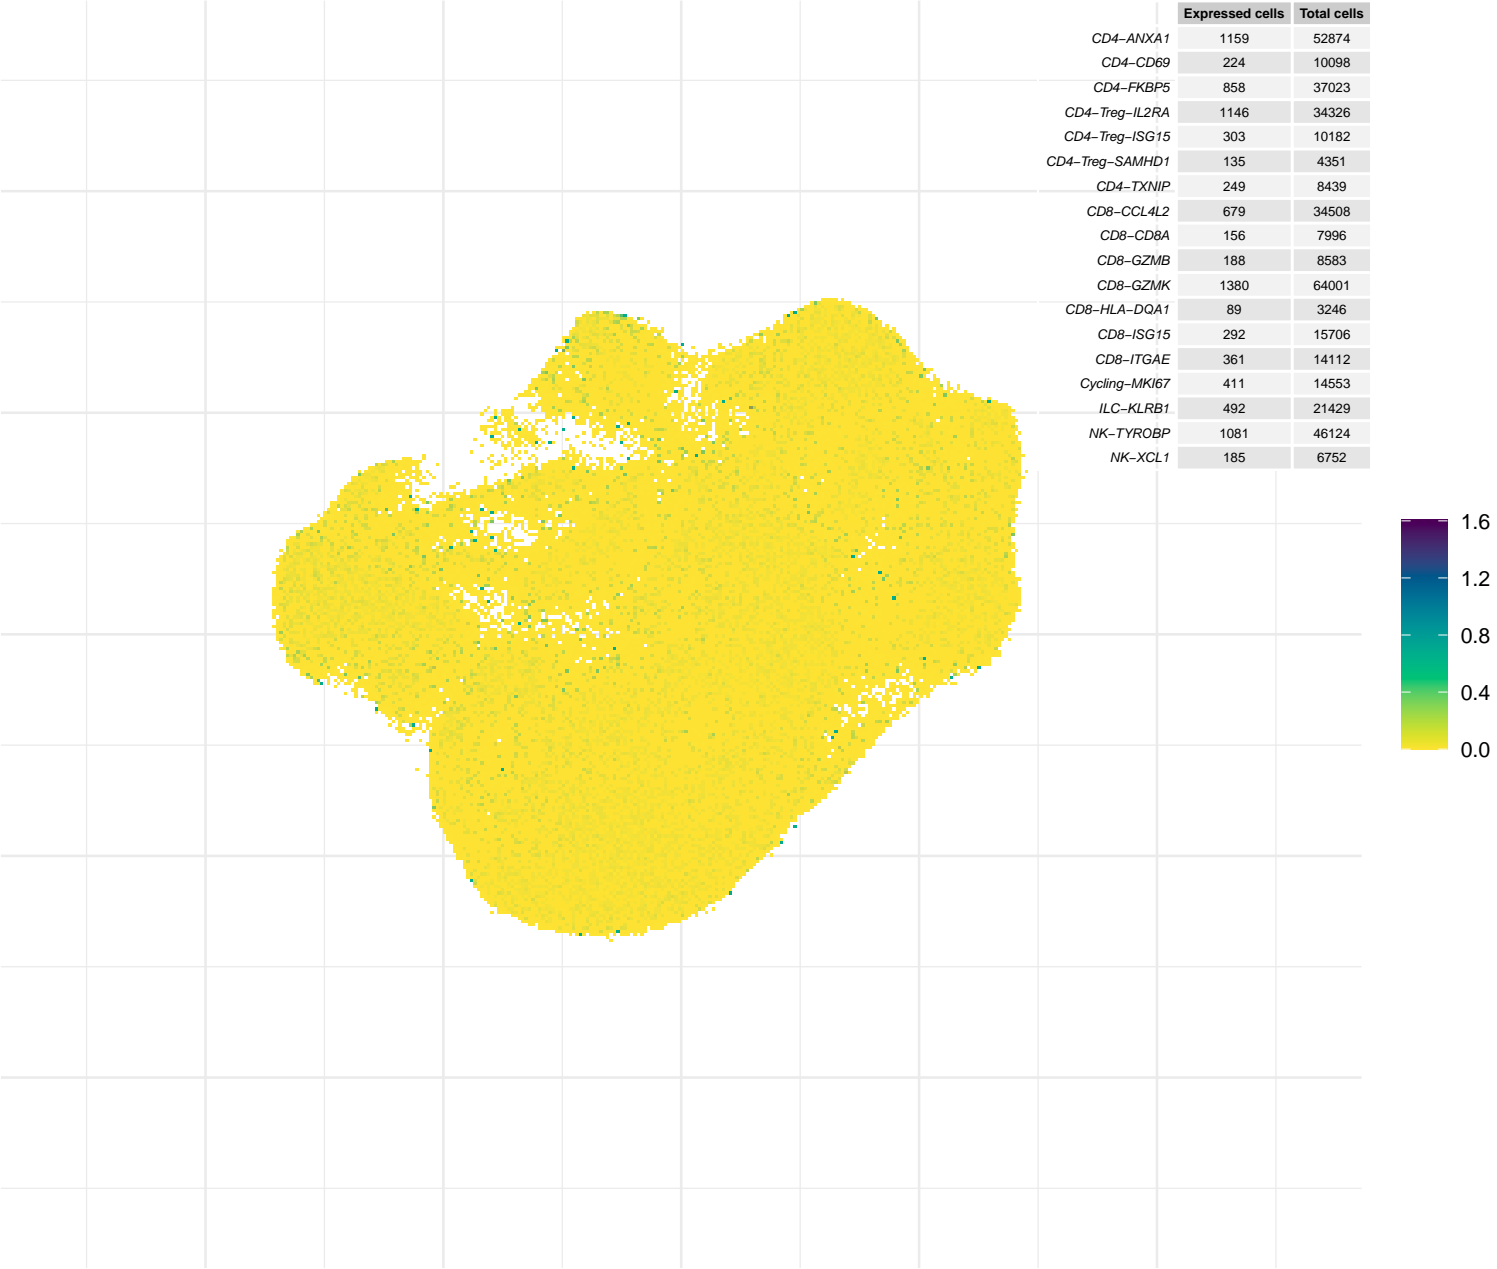 Expressed cells Total cells
CD4−ANXA1 1159 52874
CD4−CD69 224 10098
CD4−FKBP5 858 37023
CD4−Treg−IL2RA 1146 34326
CD4−Treg−ISG15 303 10182
CD4−Treg−SAMHD1 135 4351
CD4−TXNIP 249 8439
CD8−CCL4L2 679 34508
CD8−CD8A 156 7996
CD8−GZMB 188 8583
CD8−GZMK 1380 64001
CD8−HLA−DQA1 89 3246
CD8−ISG15 292 15706
CD8−ITGAE 361 14112
Cycling−MKI67 411 14553
ILC−KLRB1 492 21429
NK−TYROBP 1081 46124
NK−XCL1 185 6752
1.6
1.2
0.8
0.4
0.0